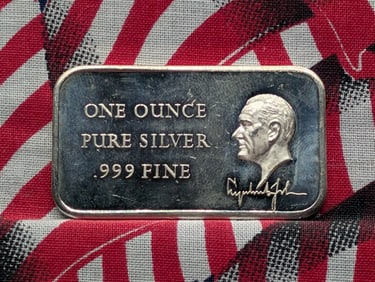 ONE OUNCE
PURE SILVER
.999 FINE